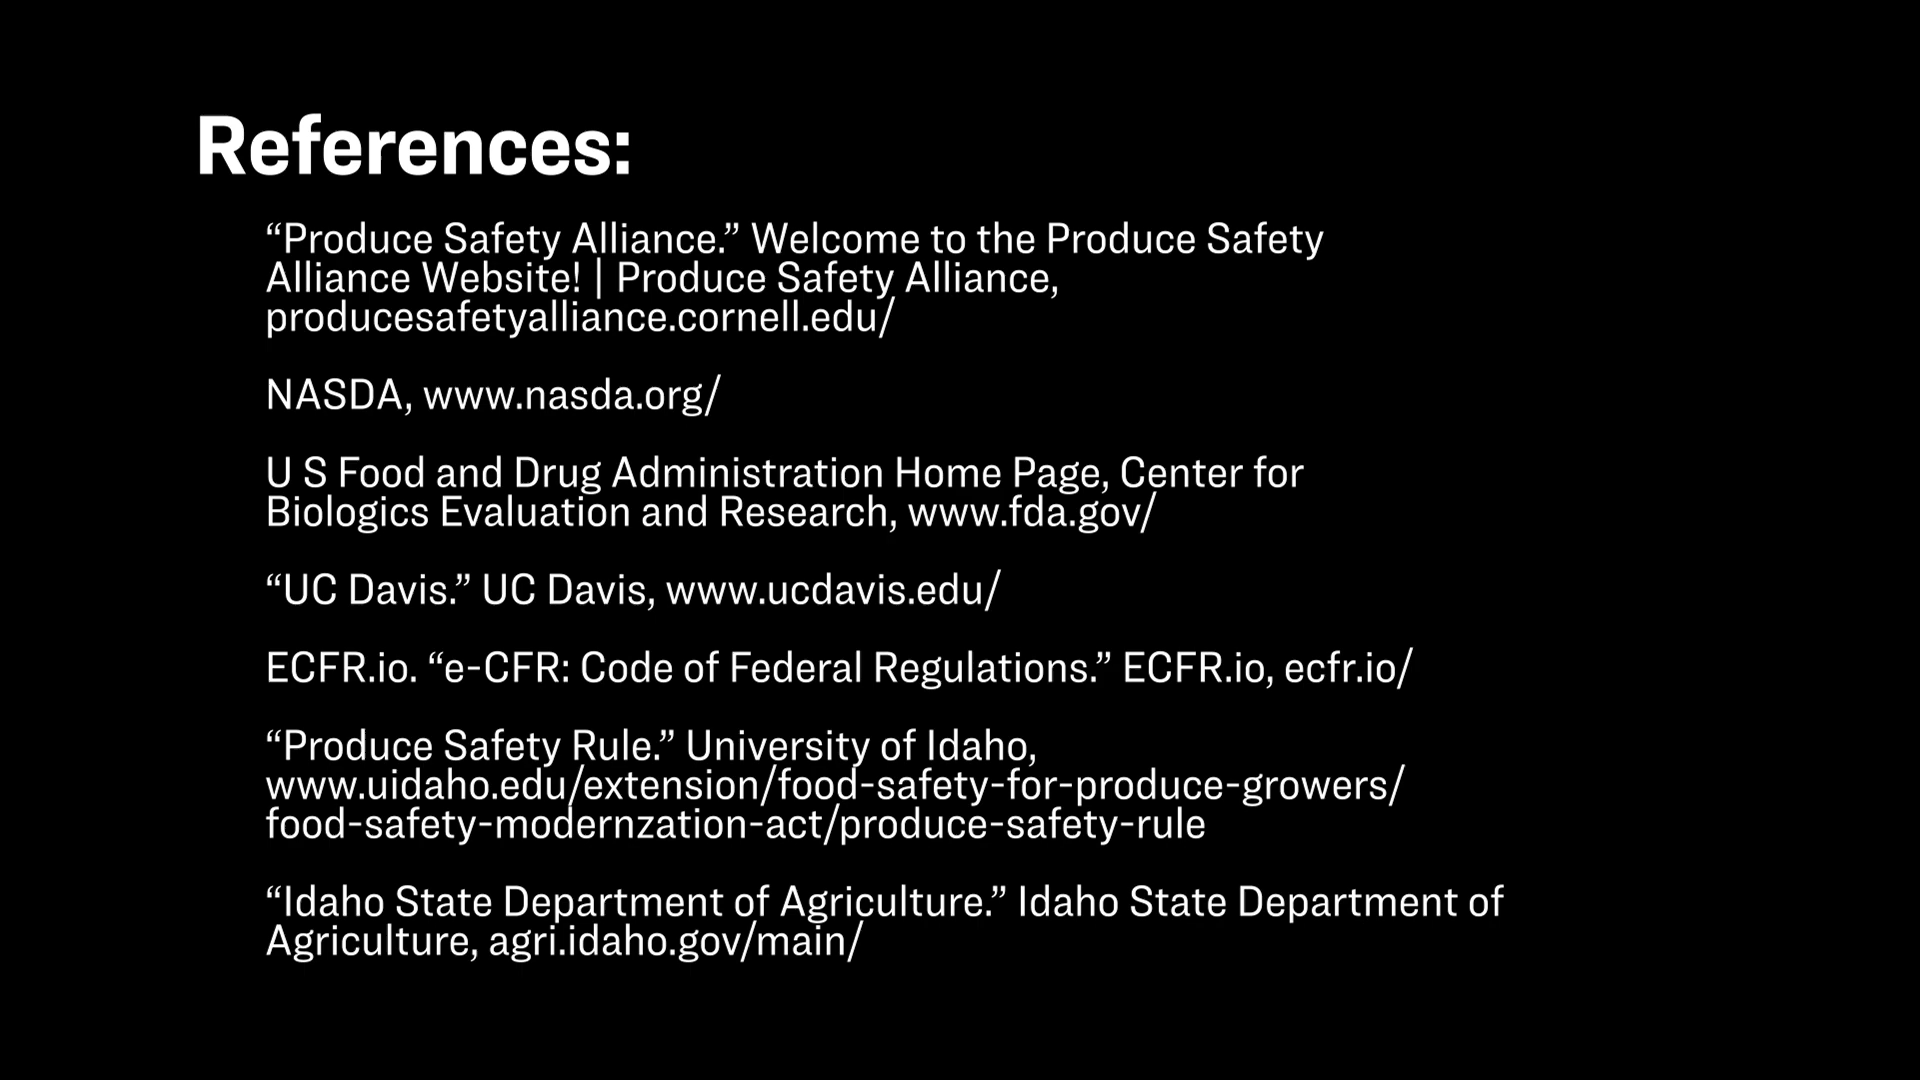 References:
“Produce Safety Alliance.” Welcome to the Produce Safety
Alliance Website! | Produce Safety Alliance,
producesafetyalliance.cornell.edu/
NASDA, www.nasda.org/
U S Food and Drug Administration Home Page, Center for
Biologics Evaluation and Research, www.fda.gov/
“UC Davis.” UC Davis, www.ucdavis.edu/
ECFR.io. “e-CFR: Code of Federal Regulations.” ECFR.io, ecfr.io/
“Produce Safety Rule.” University of Idaho,
www.uidaho.edu/extension/food-safety-for-produce-growers/
food-safety-modernzation-act/produce-safety-rule
“Idaho State Department of Agriculture.” Idaho State Department of
Agriculture, agri.idaho.gov/main/